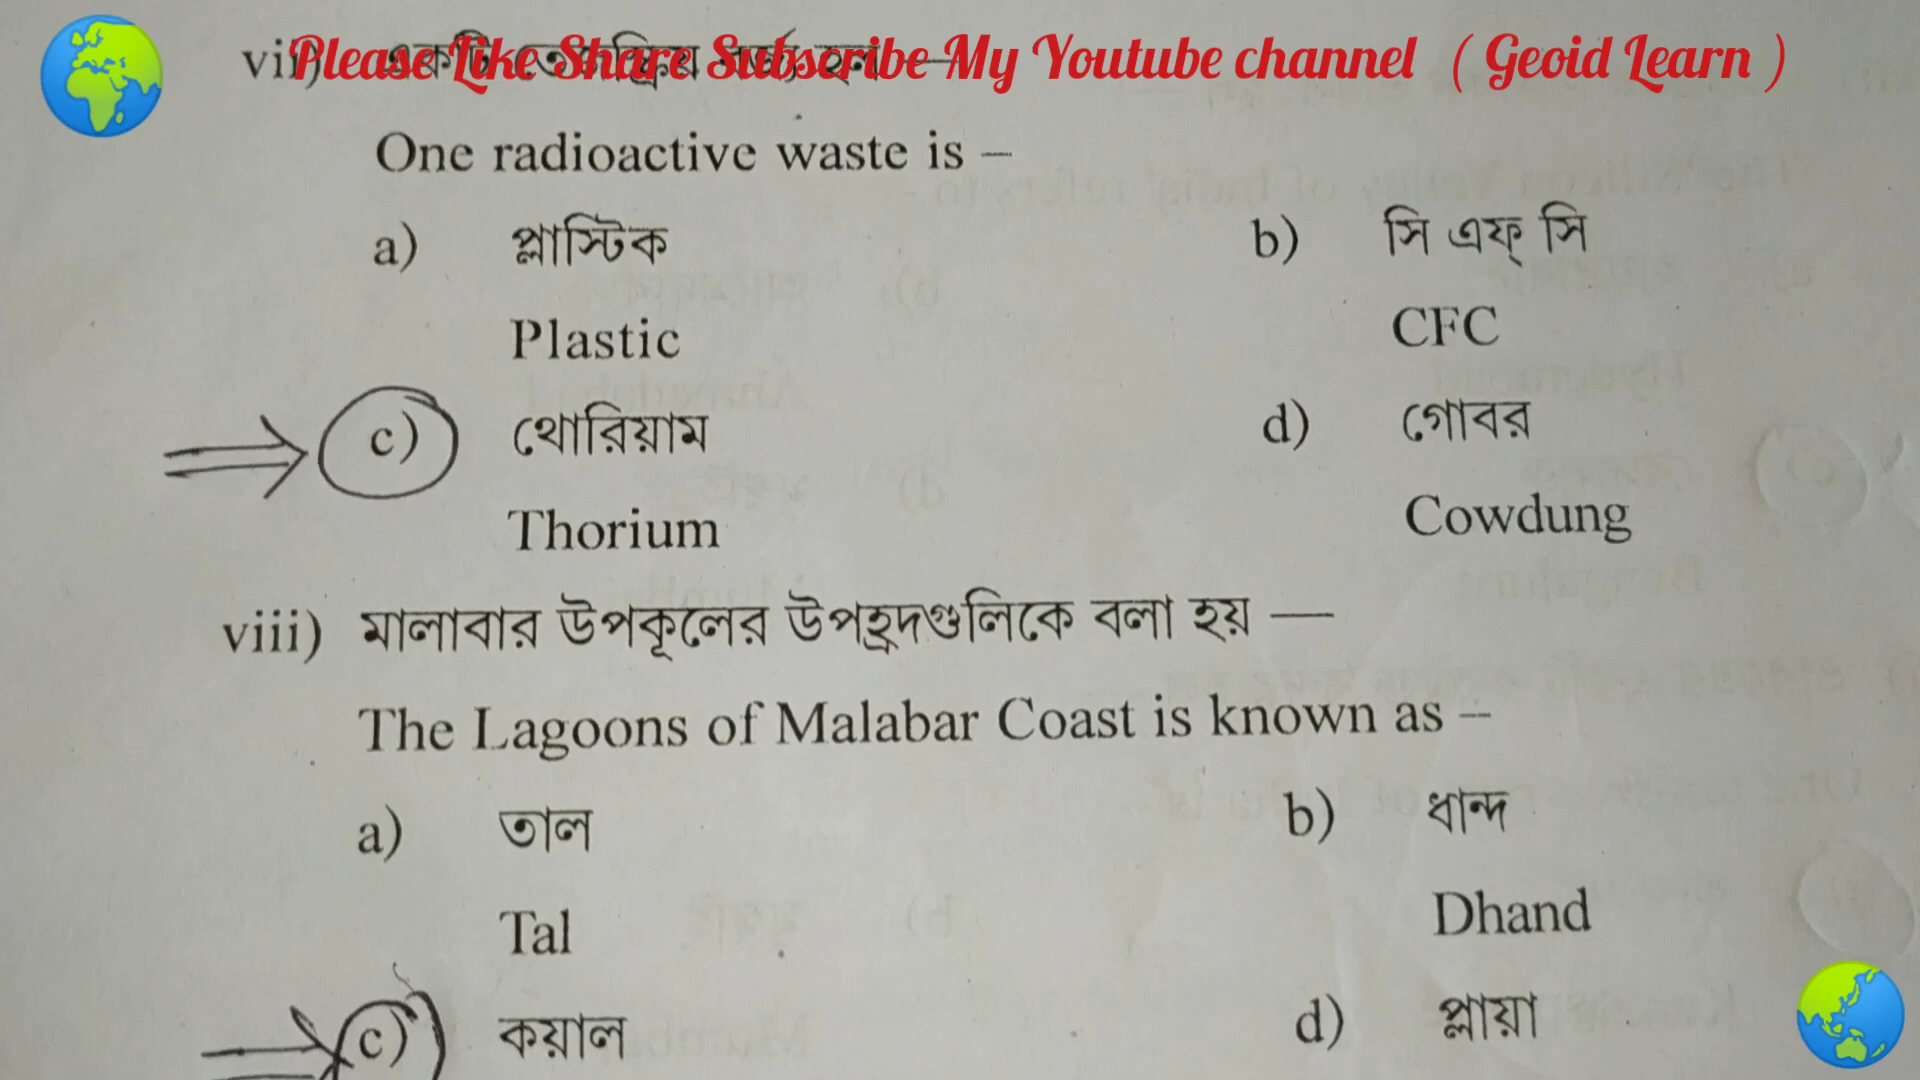 Please Like Share Subscribe My Youtube channel ( Geoid Learn )
vii)
One radioactive waste is –
a) প্লাস্টিক b) সি এফ্ সি
Plastic CFC
c) থোরিয়াম d) গোবর
Thorium Cowdung
viii) মালাবার উপকূলের উপহ্রদগুলিকে বলা হয় —
The Lagoons of Malabar Coast is known as –
a) তাল b) ধান্দ
Tal Dhand
c) কয়াল d) প্লায়া